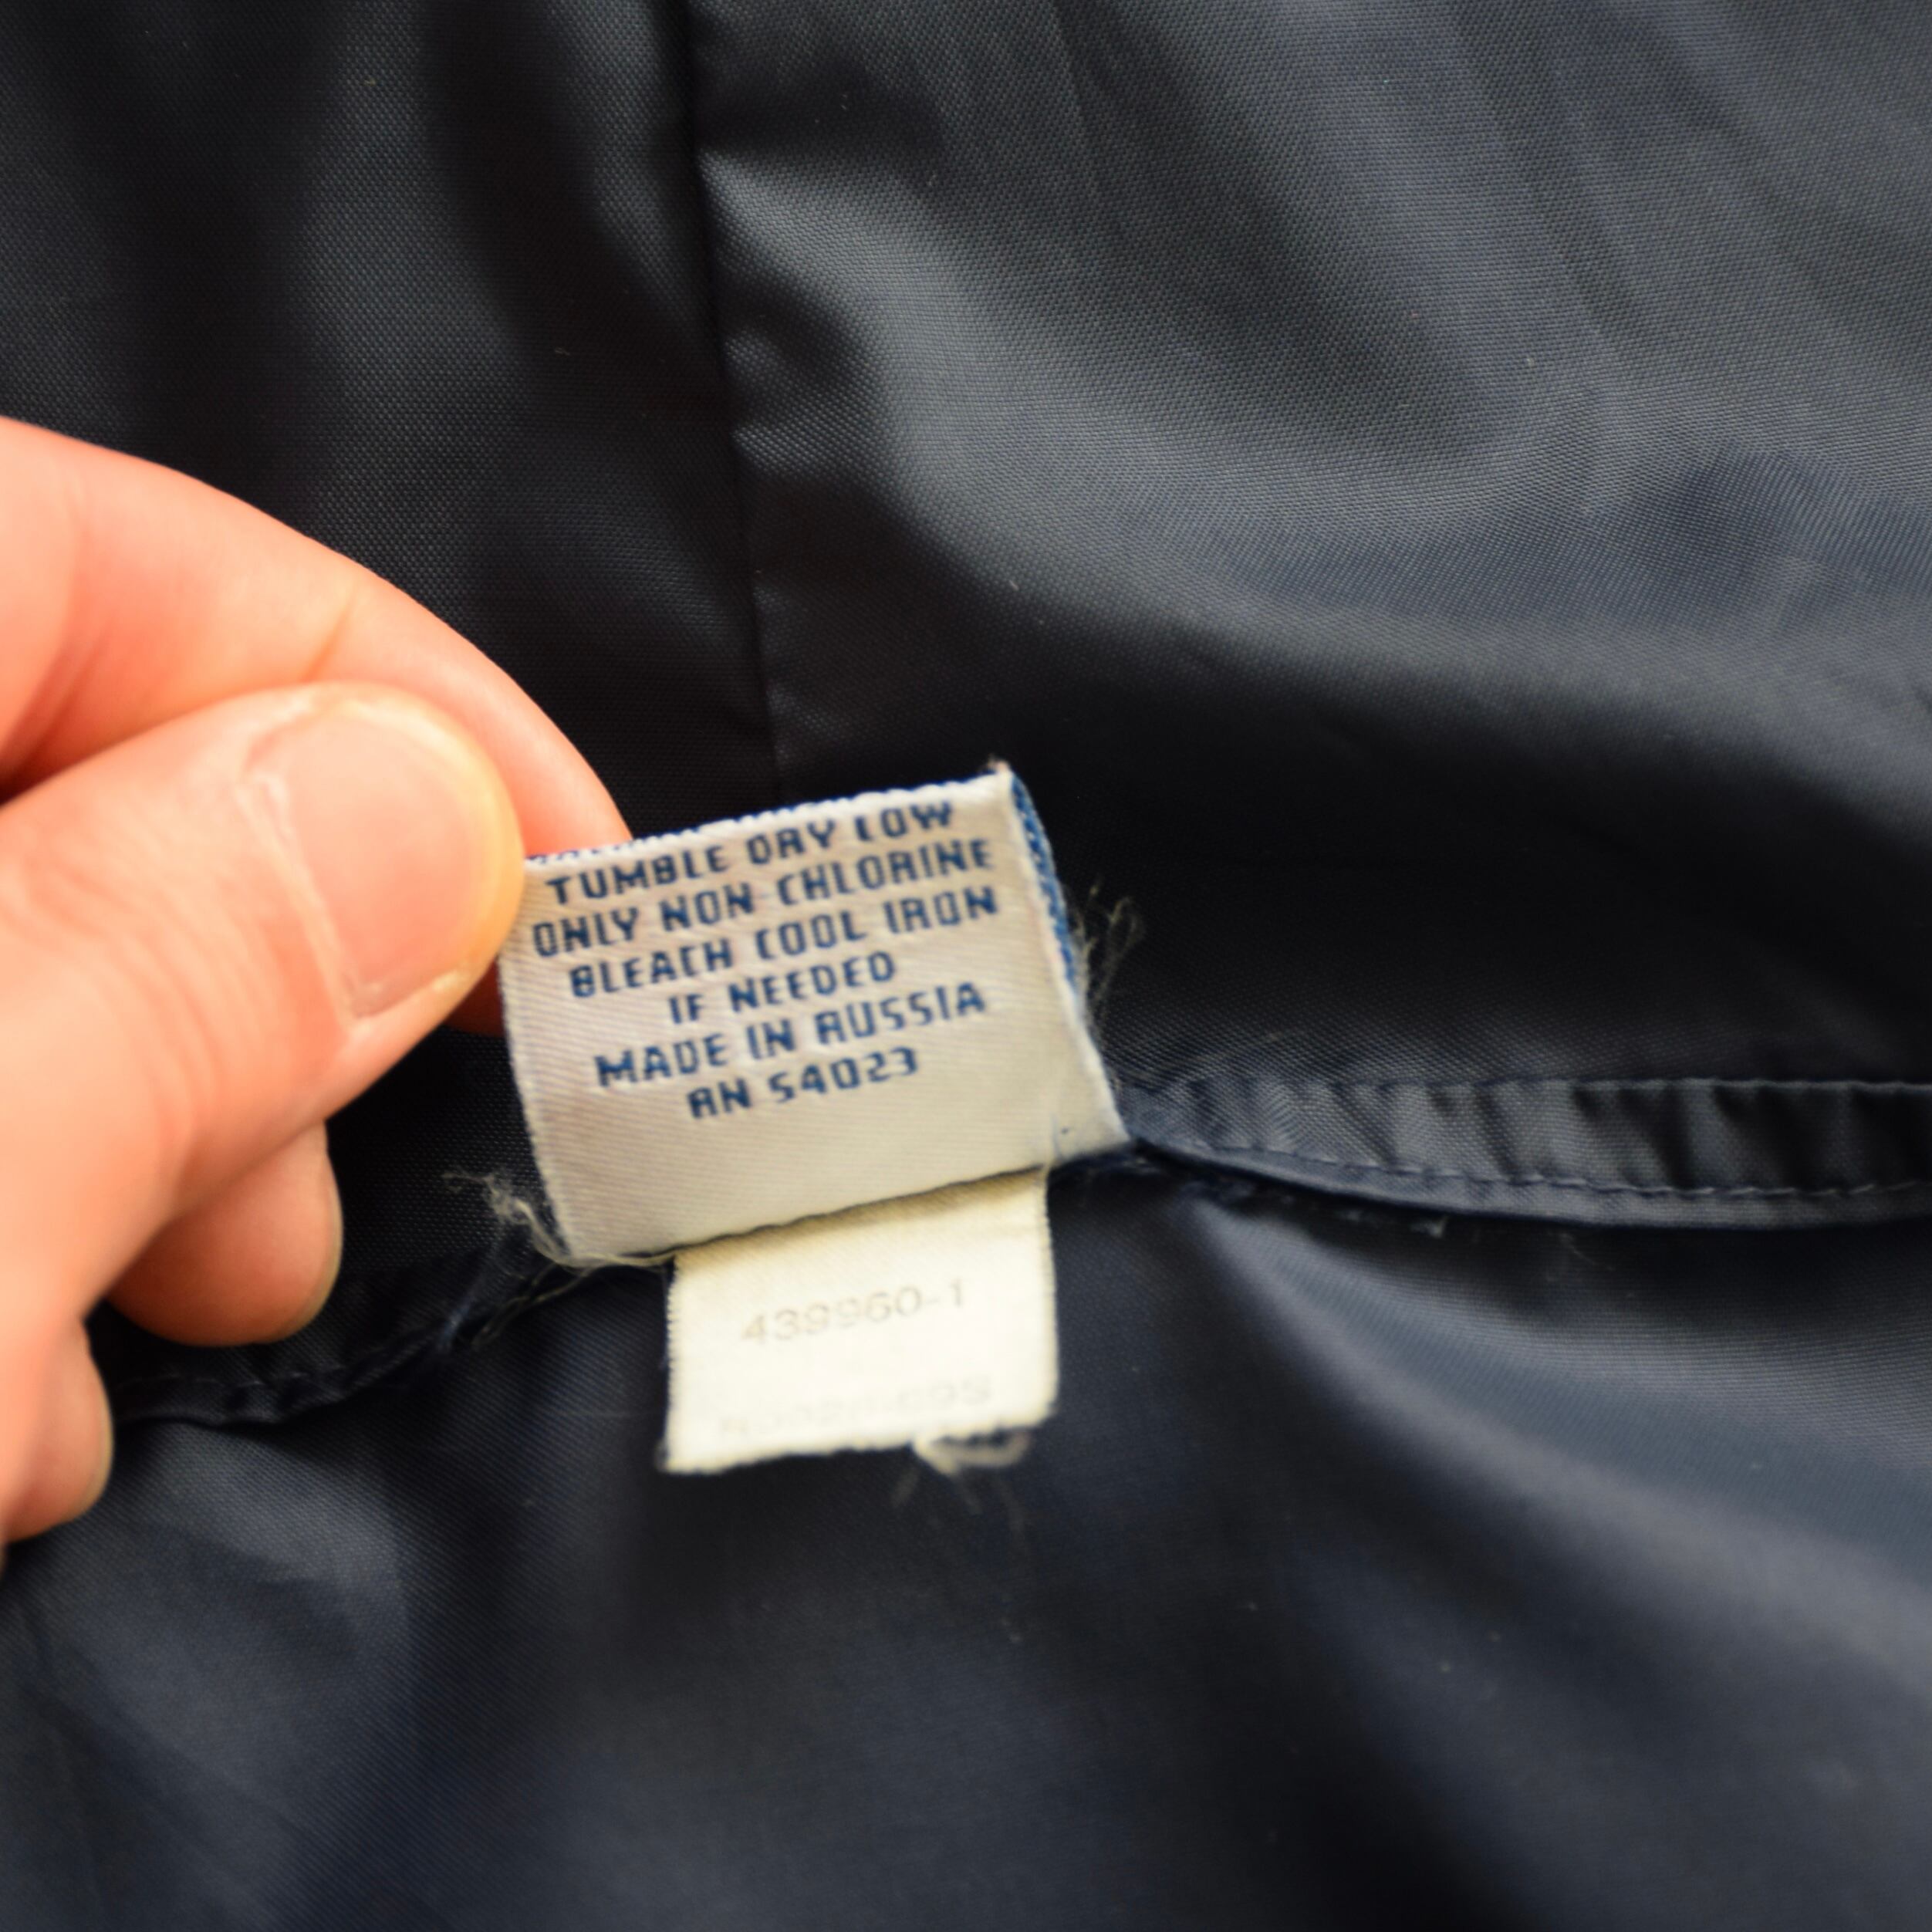 TUMBLE DRY LOW
ONLY NON-CHLORINE
BLEACH COOL IRON
IF NEEDED
MADE IN RUSSIA
RN 54023
439960-1